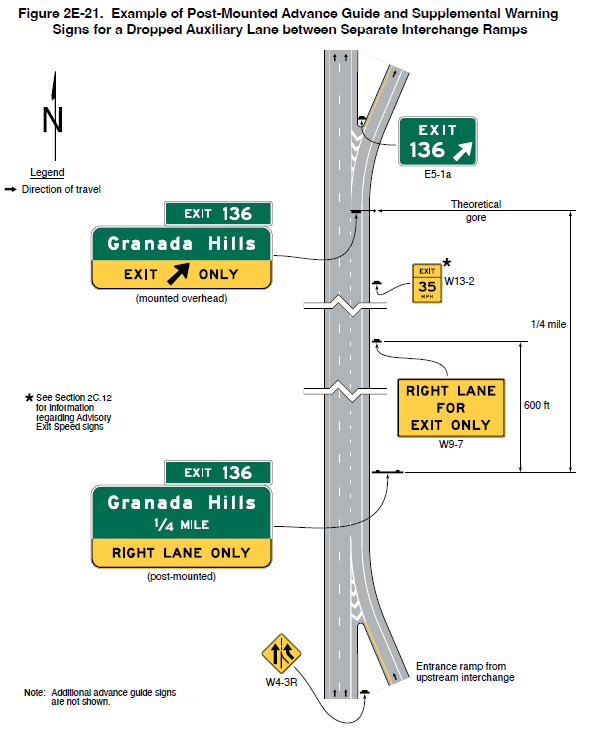 Figure 2E-21. Example of Post-Mounted Advance Guide and Supplemental Warning
Signs for a Dropped Auxiliary Lane between Separate Interchange Ramps
N
Legend
Direction of travel
EXIT
136
E5-1a
Theoretical
gore
EXIT 136
Granada Hills
EXIT ONLY
(mounted overhead)
EXIT
35
MPH
*
W13-2
1/4 mile
* See Section 2C.12
for information
regarding Advisory
Exit Speed signs
RIGHT LANE
FOR
EXIT ONLY
W9-7
600 ft
EXIT 136
Granada Hills
1/4 MILE
RIGHT LANE ONLY
(post-mounted)
W4-3R
Entrance ramp from
upstream interchange
Note: Additional advance guide signs
are not shown.